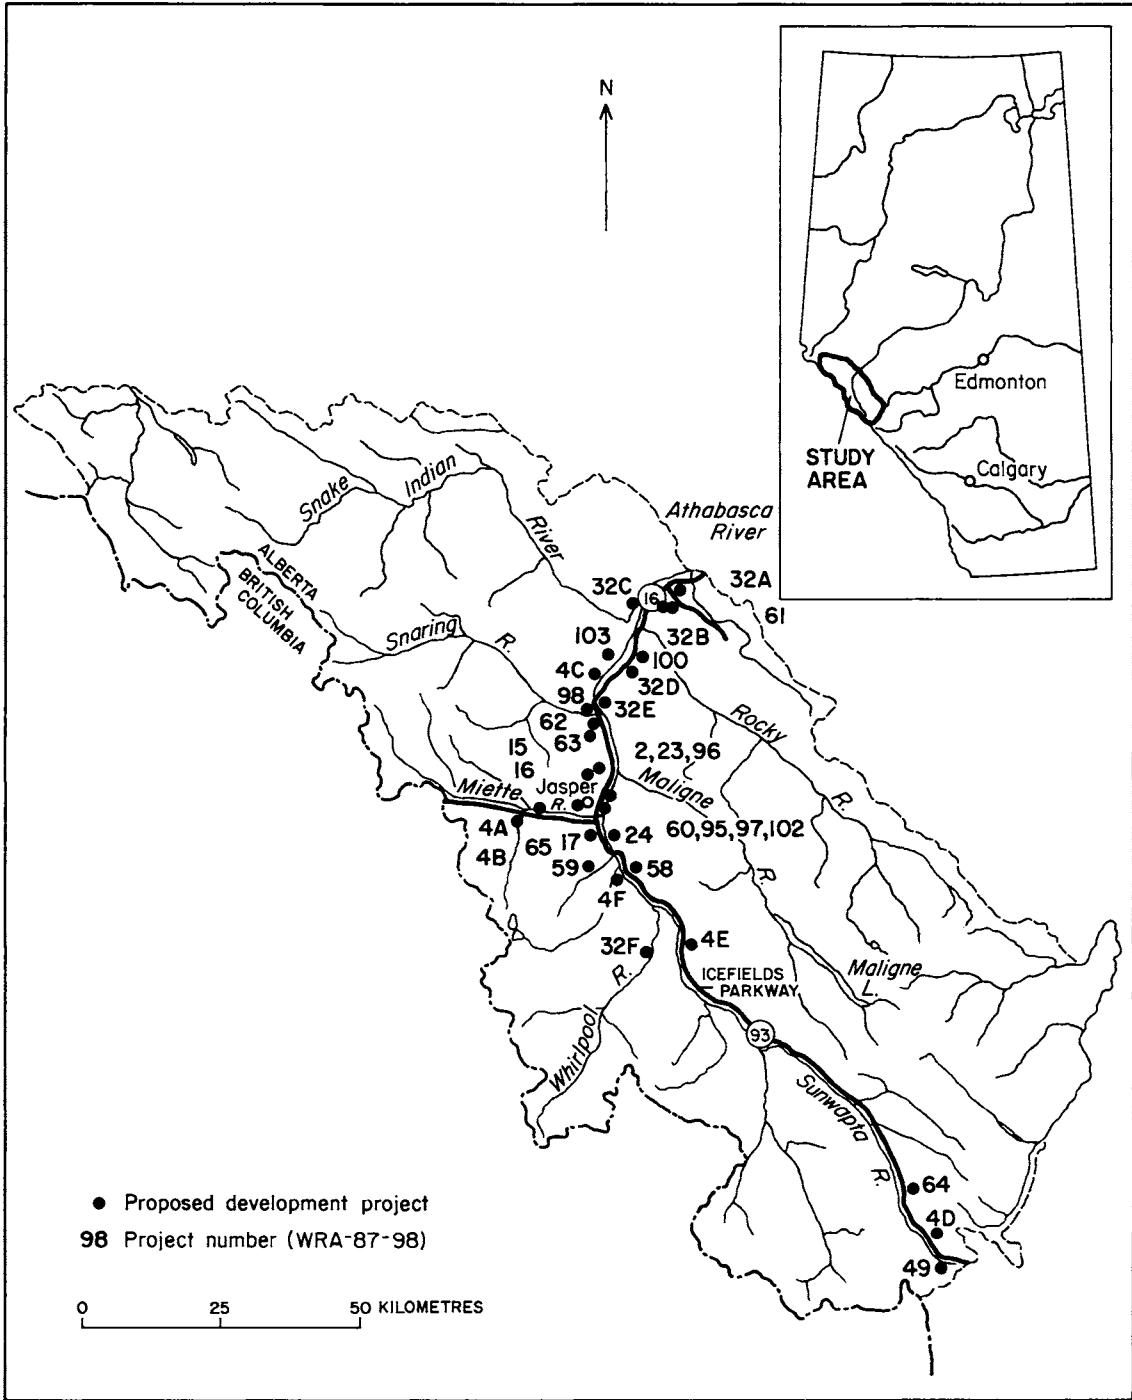 N
Edmonton
STUDY
AREA
Calgary
Snake
Indian
River
Athabasca
River
ALBERTA
BRITISH
COLUMBIA
32C
16
32A
61
32B
Snaring
R.
103
100
4C
32D
98
32E
62
63
Rocky
R.
15
16
2,23,96
Jasper
Miette
R.
Maligne
R.
4A
4B
65
17
24
60,95,97,102
59
58
4F
32F
4E
Whirlpool
R.
ICEFIELDS
PARKWAY
Maligne
L.
93
Sunwapta
R.
64
4D
49
Proposed development project
98 Project number (WRA-87-98)
0 25 50 KILOMETRES